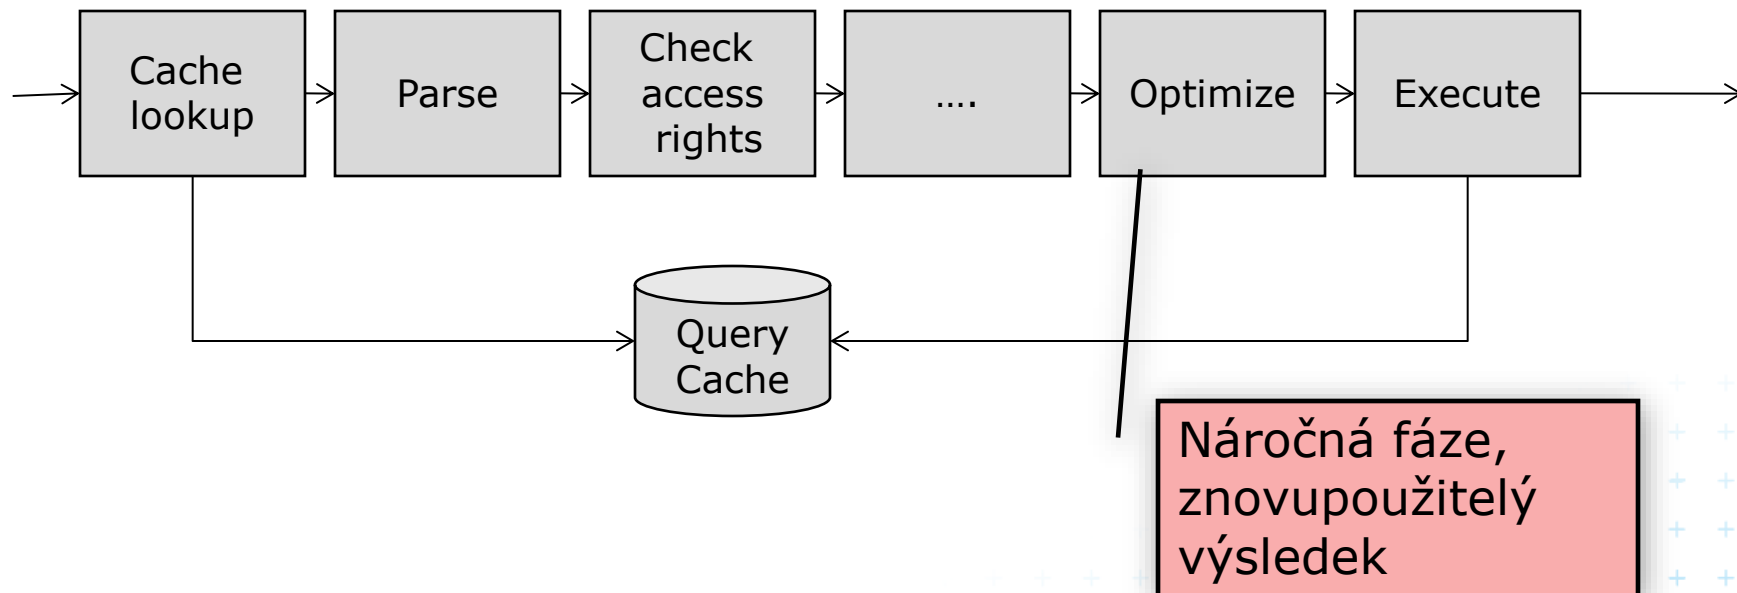 Cache
lookup
Parse
Check
access
rights
....
Optimize
Execute
Query
Cache
Náročná fáze,
znovupoužitelý
výsledek